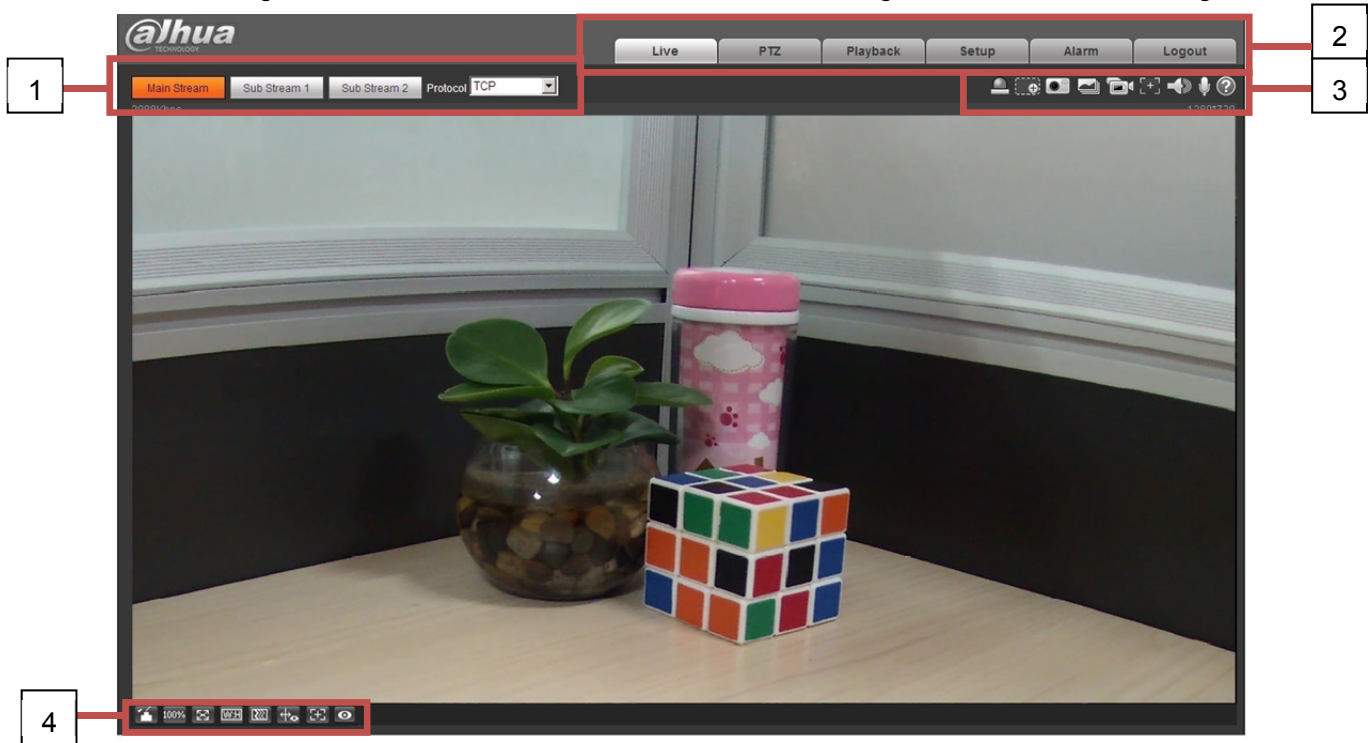 alhua
TECHNOLOGY
Live PTZ Playback Setup Alarm Logout
2
1
Main Stream Sub Stream 1 Sub Stream 2 Protocol TCP
3
100% W:H
4